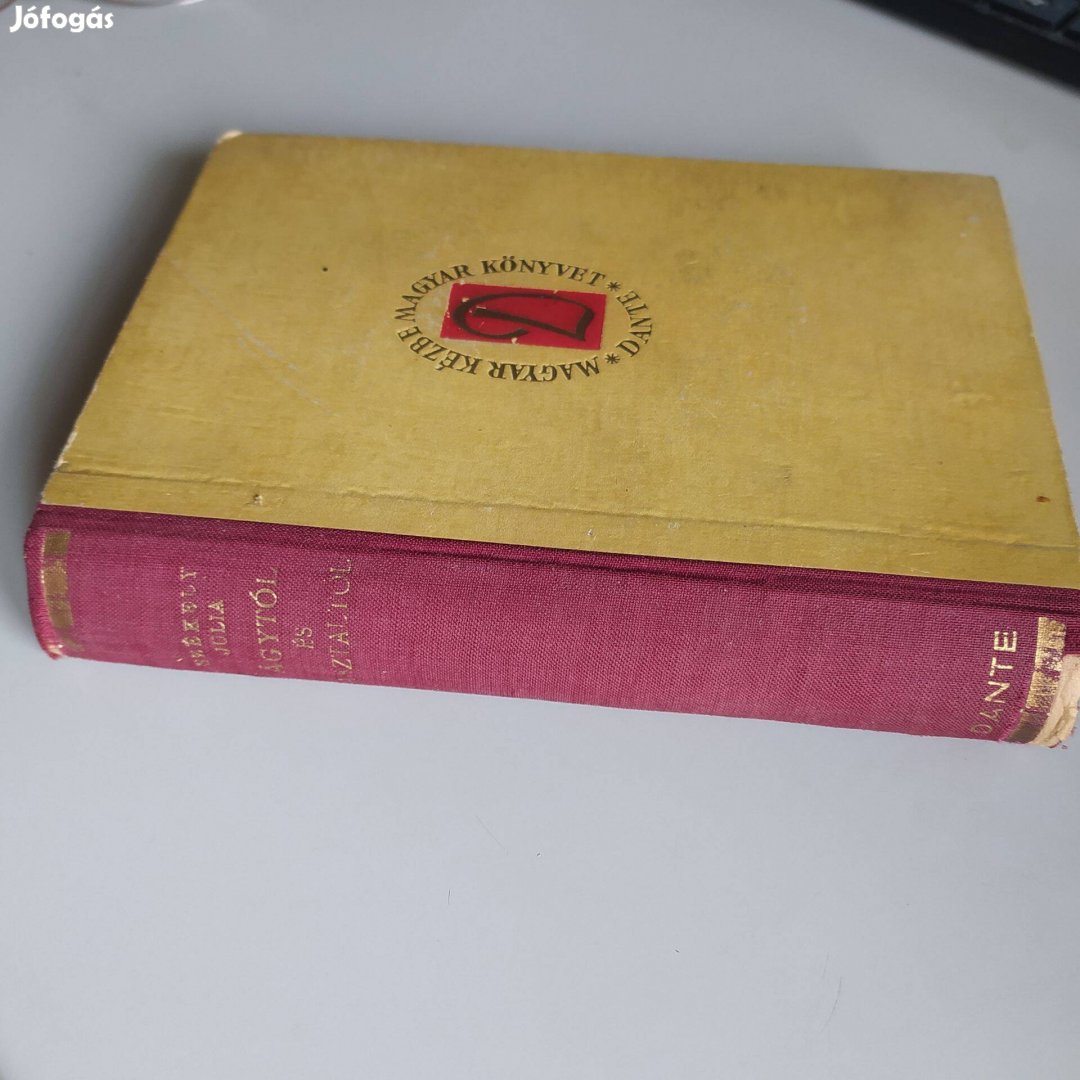 Jófogás
MAGYAR KÉZBE MAGYAR KÖNYVET * DANTE *
SZÉKELY
JÚLIA
ÁGYTÓL
ÉS
ASZTALTÓL
DANTE